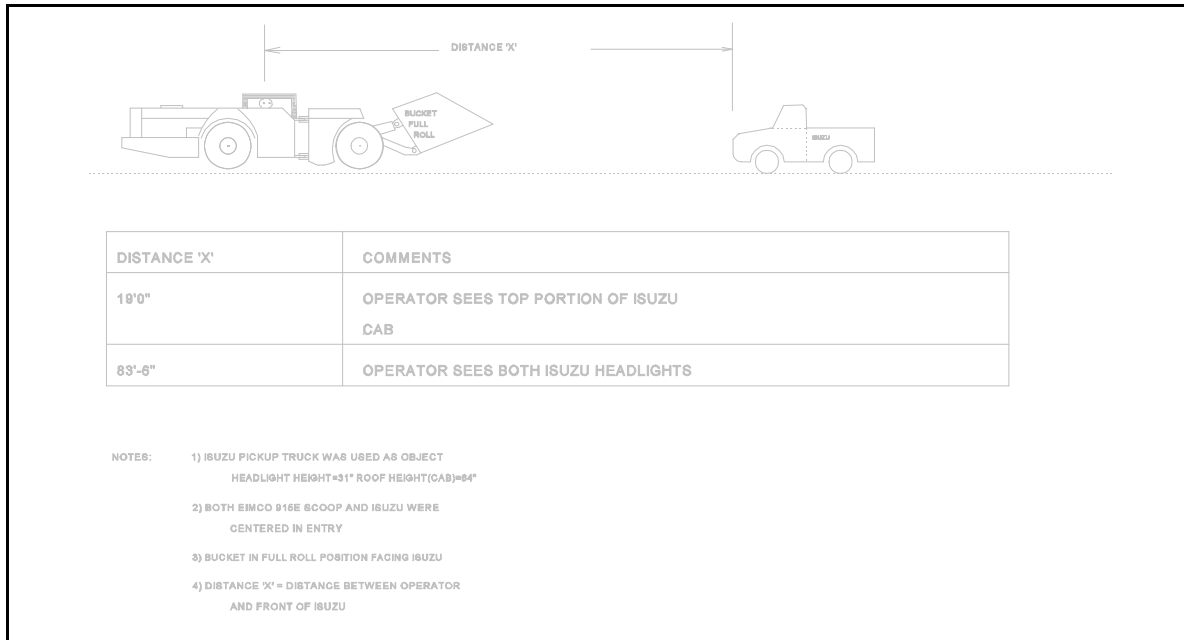 DISTANCE 'X'
BUCKET
FULL
ROLL
ISUZU
DISTANCE 'X' COMMENTS
19'0" OPERATOR SEES TOP PORTION OF ISUZU
CAB
83'-6" OPERATOR SEES BOTH ISUZU HEADLIGHTS
NOTES: 1) ISUZU PICKUP TRUCK WAS USED AS OBJECT
HEADLIGHT HEIGHT=31" ROOF HEIGHT(CAB)=64"
2) BOTH EIMCO 915E SCOOP AND ISUZU WERE
CENTERED IN ENTRY
3) BUCKET IN FULL ROLL POSITION FACING ISUZU
4) DISTANCE 'X' = DISTANCE BETWEEN OPERATOR
AND FRONT OF ISUZU